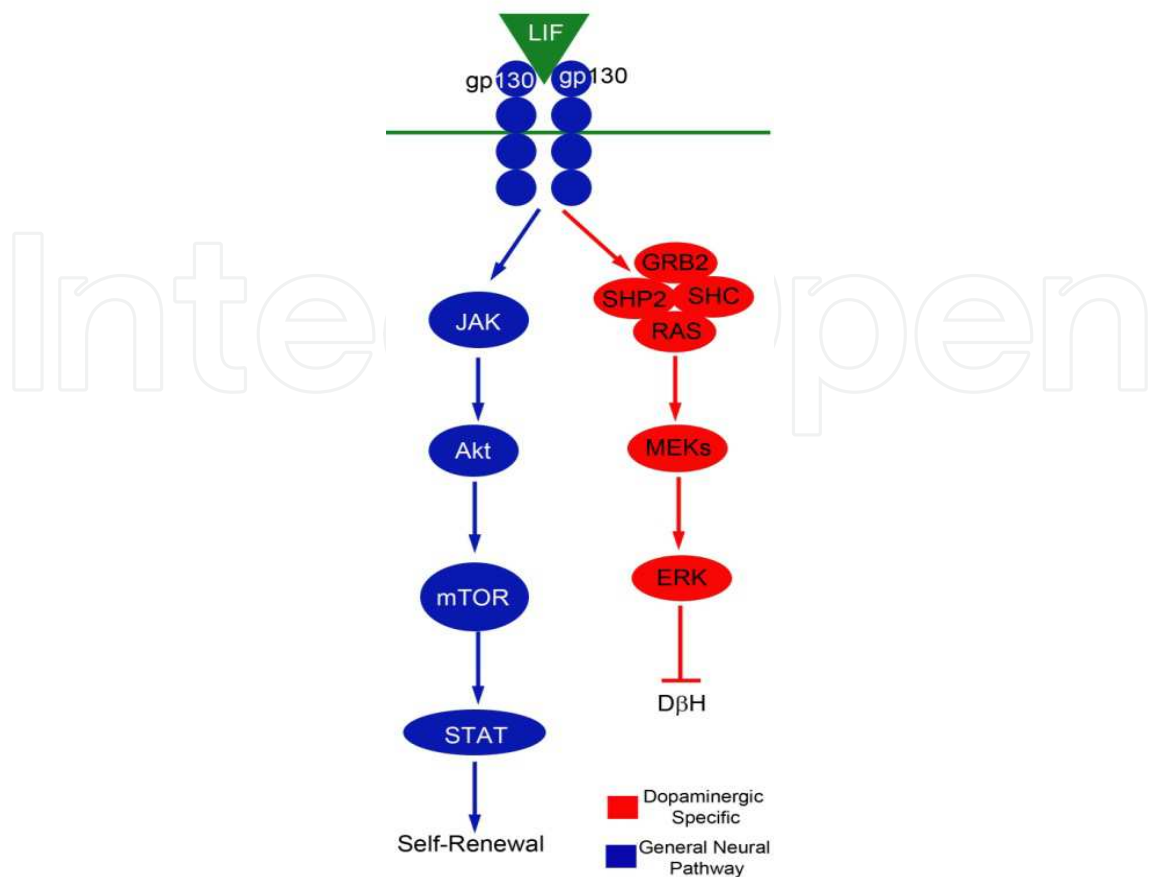 LIF
gp130
gp130
GRB2
SHP2
SHC
RAS
JAK
MEKs
Akt
ERK
mTOR
DβH
STAT
Self-Renewal
Dopaminergic
Specific
General Neural
Pathway